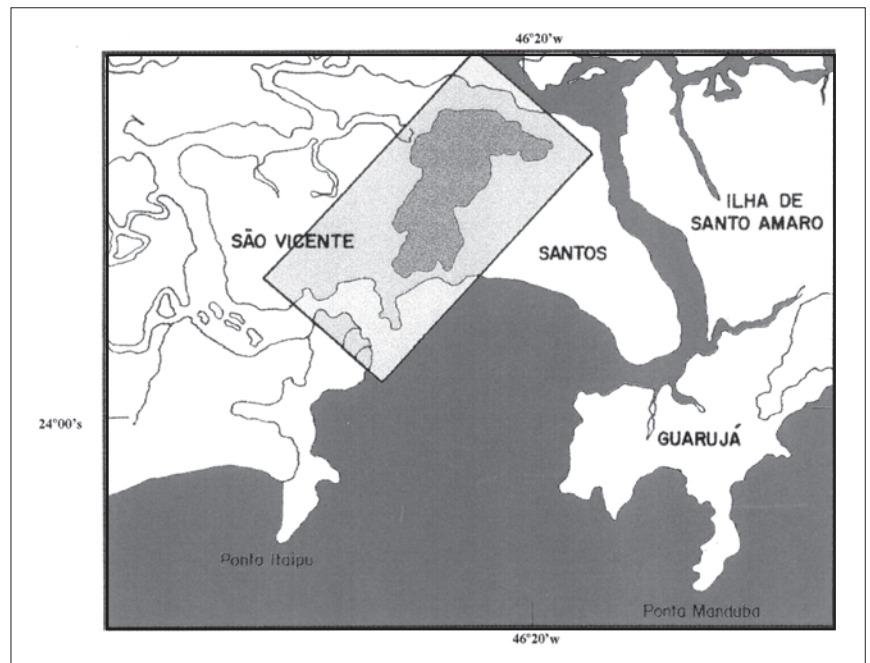 46°20'w
ILHA DE
SANTO AMARO
SÃO VICENTE
SANTOS
24°00's
GUARUJÁ
Ponta Itaipu
Ponta Manduba
46°20'w